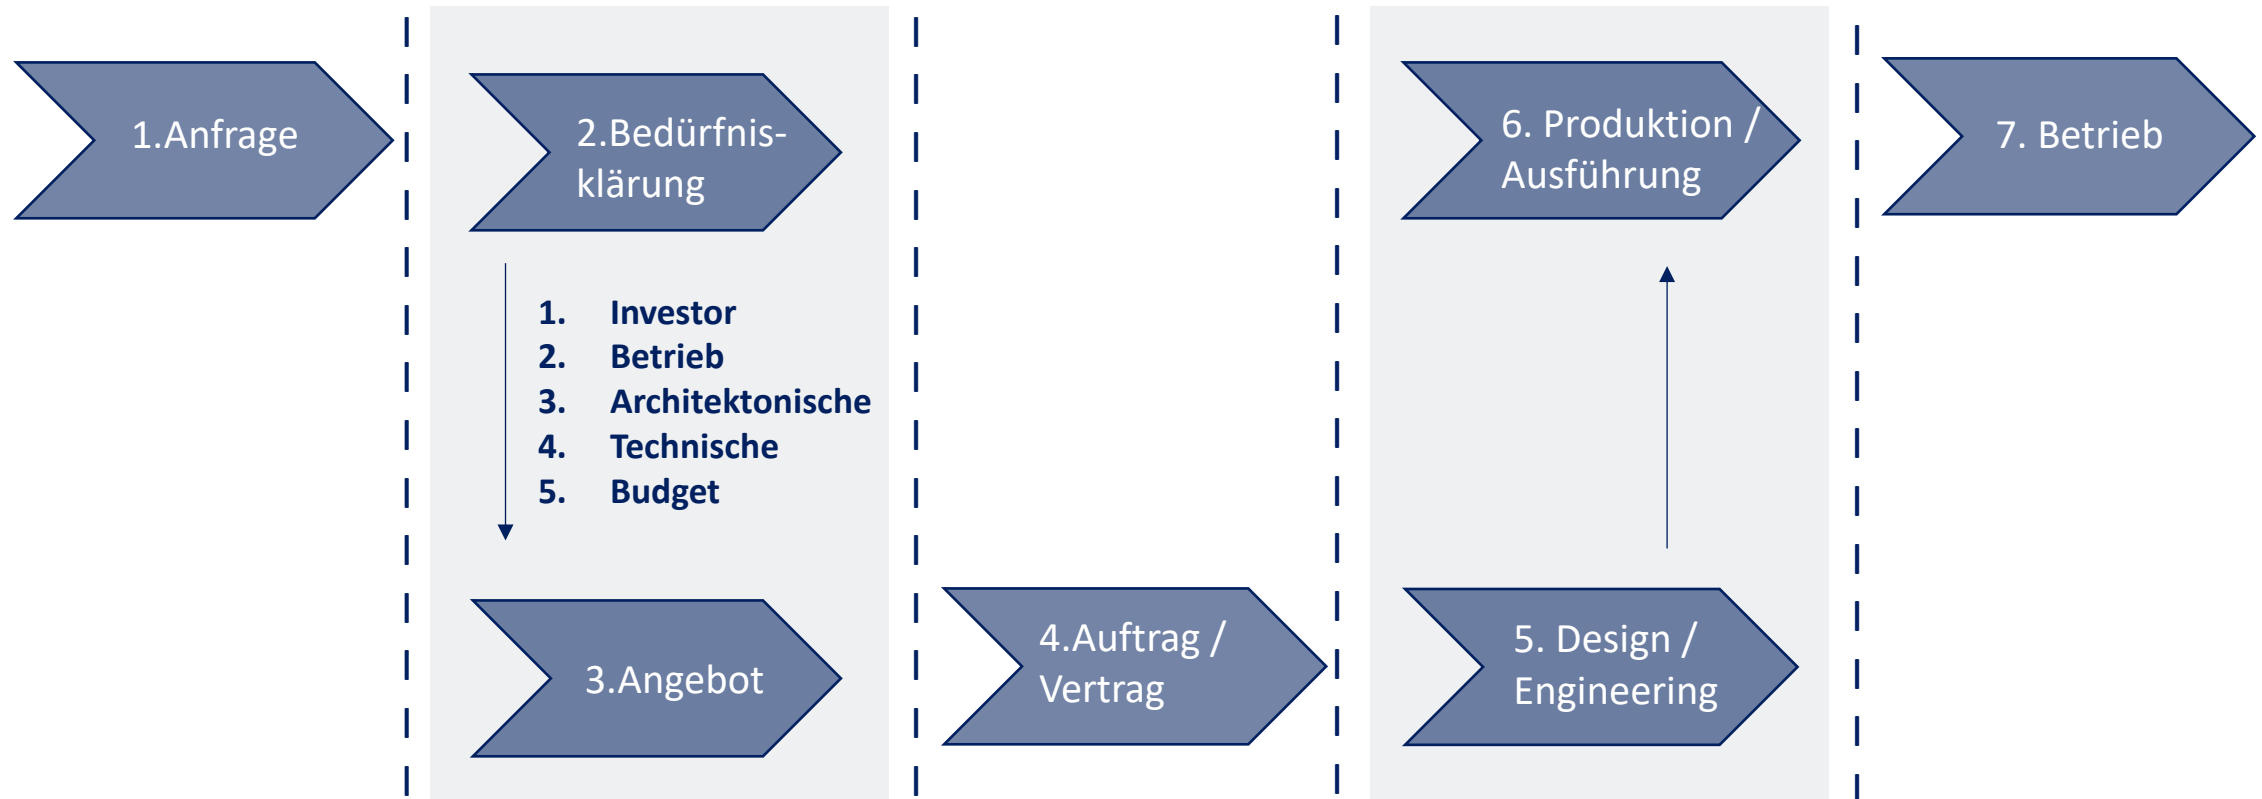 1.Anfrage
2.Bedürfnis-
klärung
1. Investor
2. Betrieb
3. Architektonische
4. Technische
5. Budget
3.Angebot
4.Auftrag /
Vertrag
5. Design /
Engineering
6. Produktion /
Ausführung
7. Betrieb